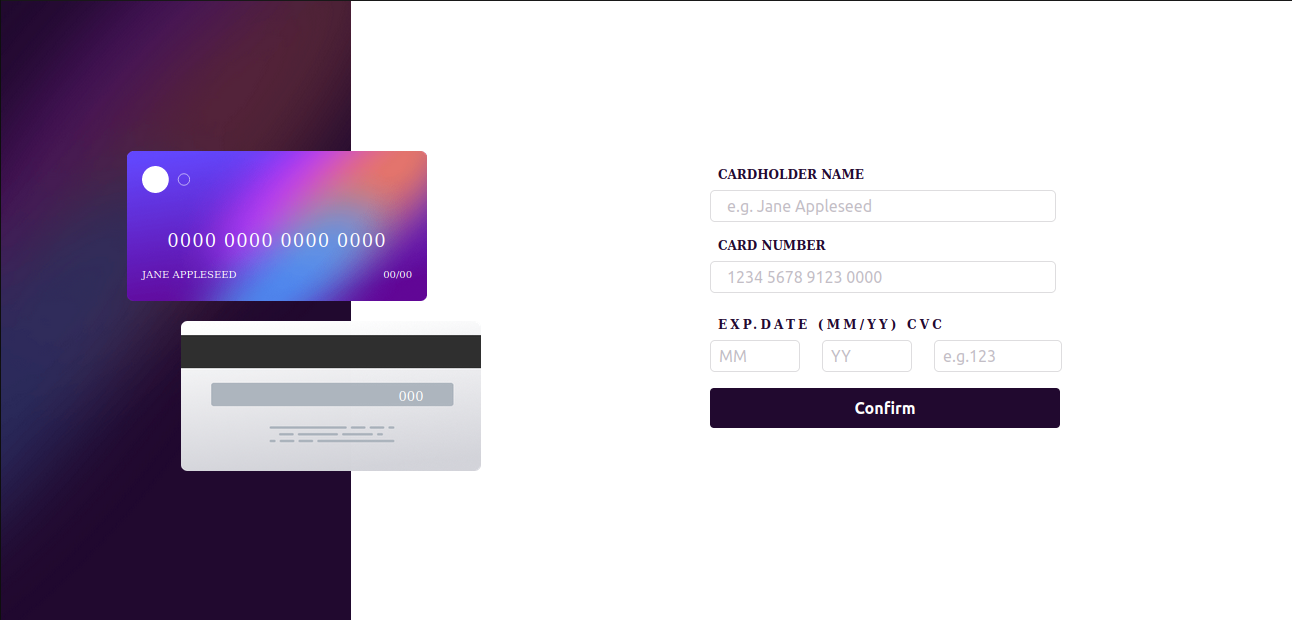 0000 0000 0000 0000
JANE APPLESEED 00/00
000
CARDHOLDER NAME
e.g. Jane Appleseed
CARD NUMBER
1234 5678 9123 0000
EXP.DATE (MM/YY) CVC
MM YY e.g.123
Confirm